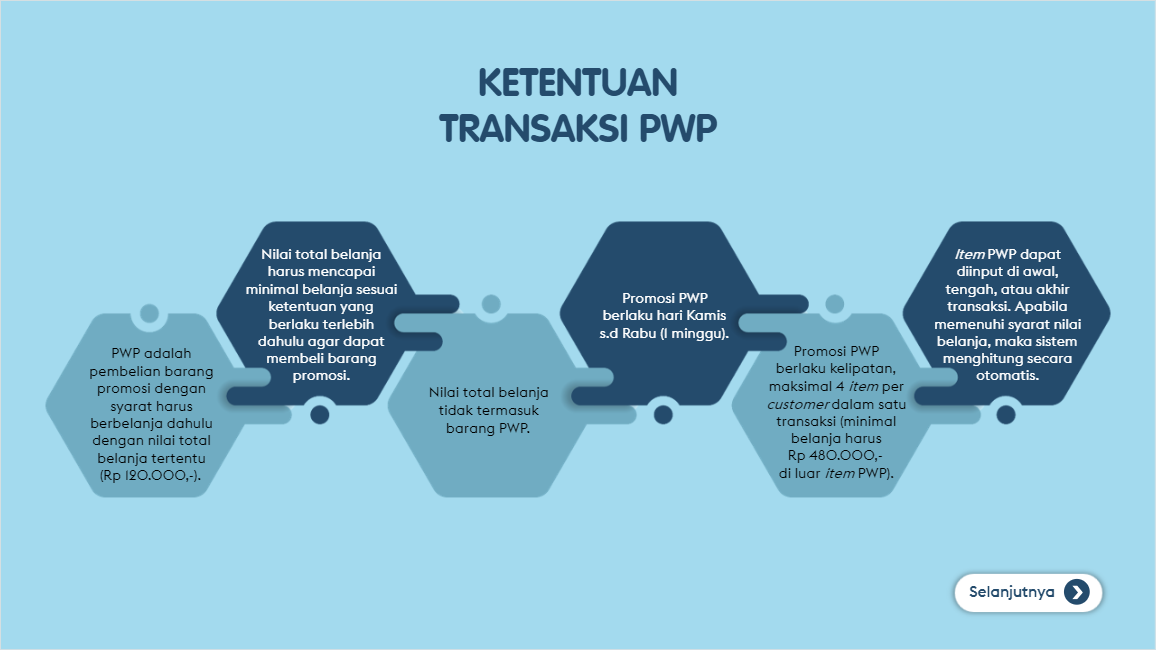 KETENTUAN
TRANSAKSI PWP
PWP adalah
pembelian barang
promosi dengan
syarat harus
berbelanja dahulu
dengan nilai total
belanja tertentu
(Rp 120.000,-).
Nilai total belanja
harus mencapai
minimal belanja sesuai
ketentuan yang
berlaku terlebih
dahulu agar dapat
membeli barang
promosi.
Nilai total belanja
tidak termasuk
barang PWP.
Promosi PWP
berlaku hari Kamis
s.d Rabu (1 minggu).
Promosi PWP
berlaku kelipatan,
maksimal 4 item per
customer dalam satu
transaksi (minimal
belanja harus
Rp 480.000,-
di luar item PWP).
Item PWP dapat
diinput di awal,
tengah, atau akhir
transaksi. Apabila
memenuhi syarat nilai
belanja, maka sistem
menghitung secara
otomatis.
Selanjutnya